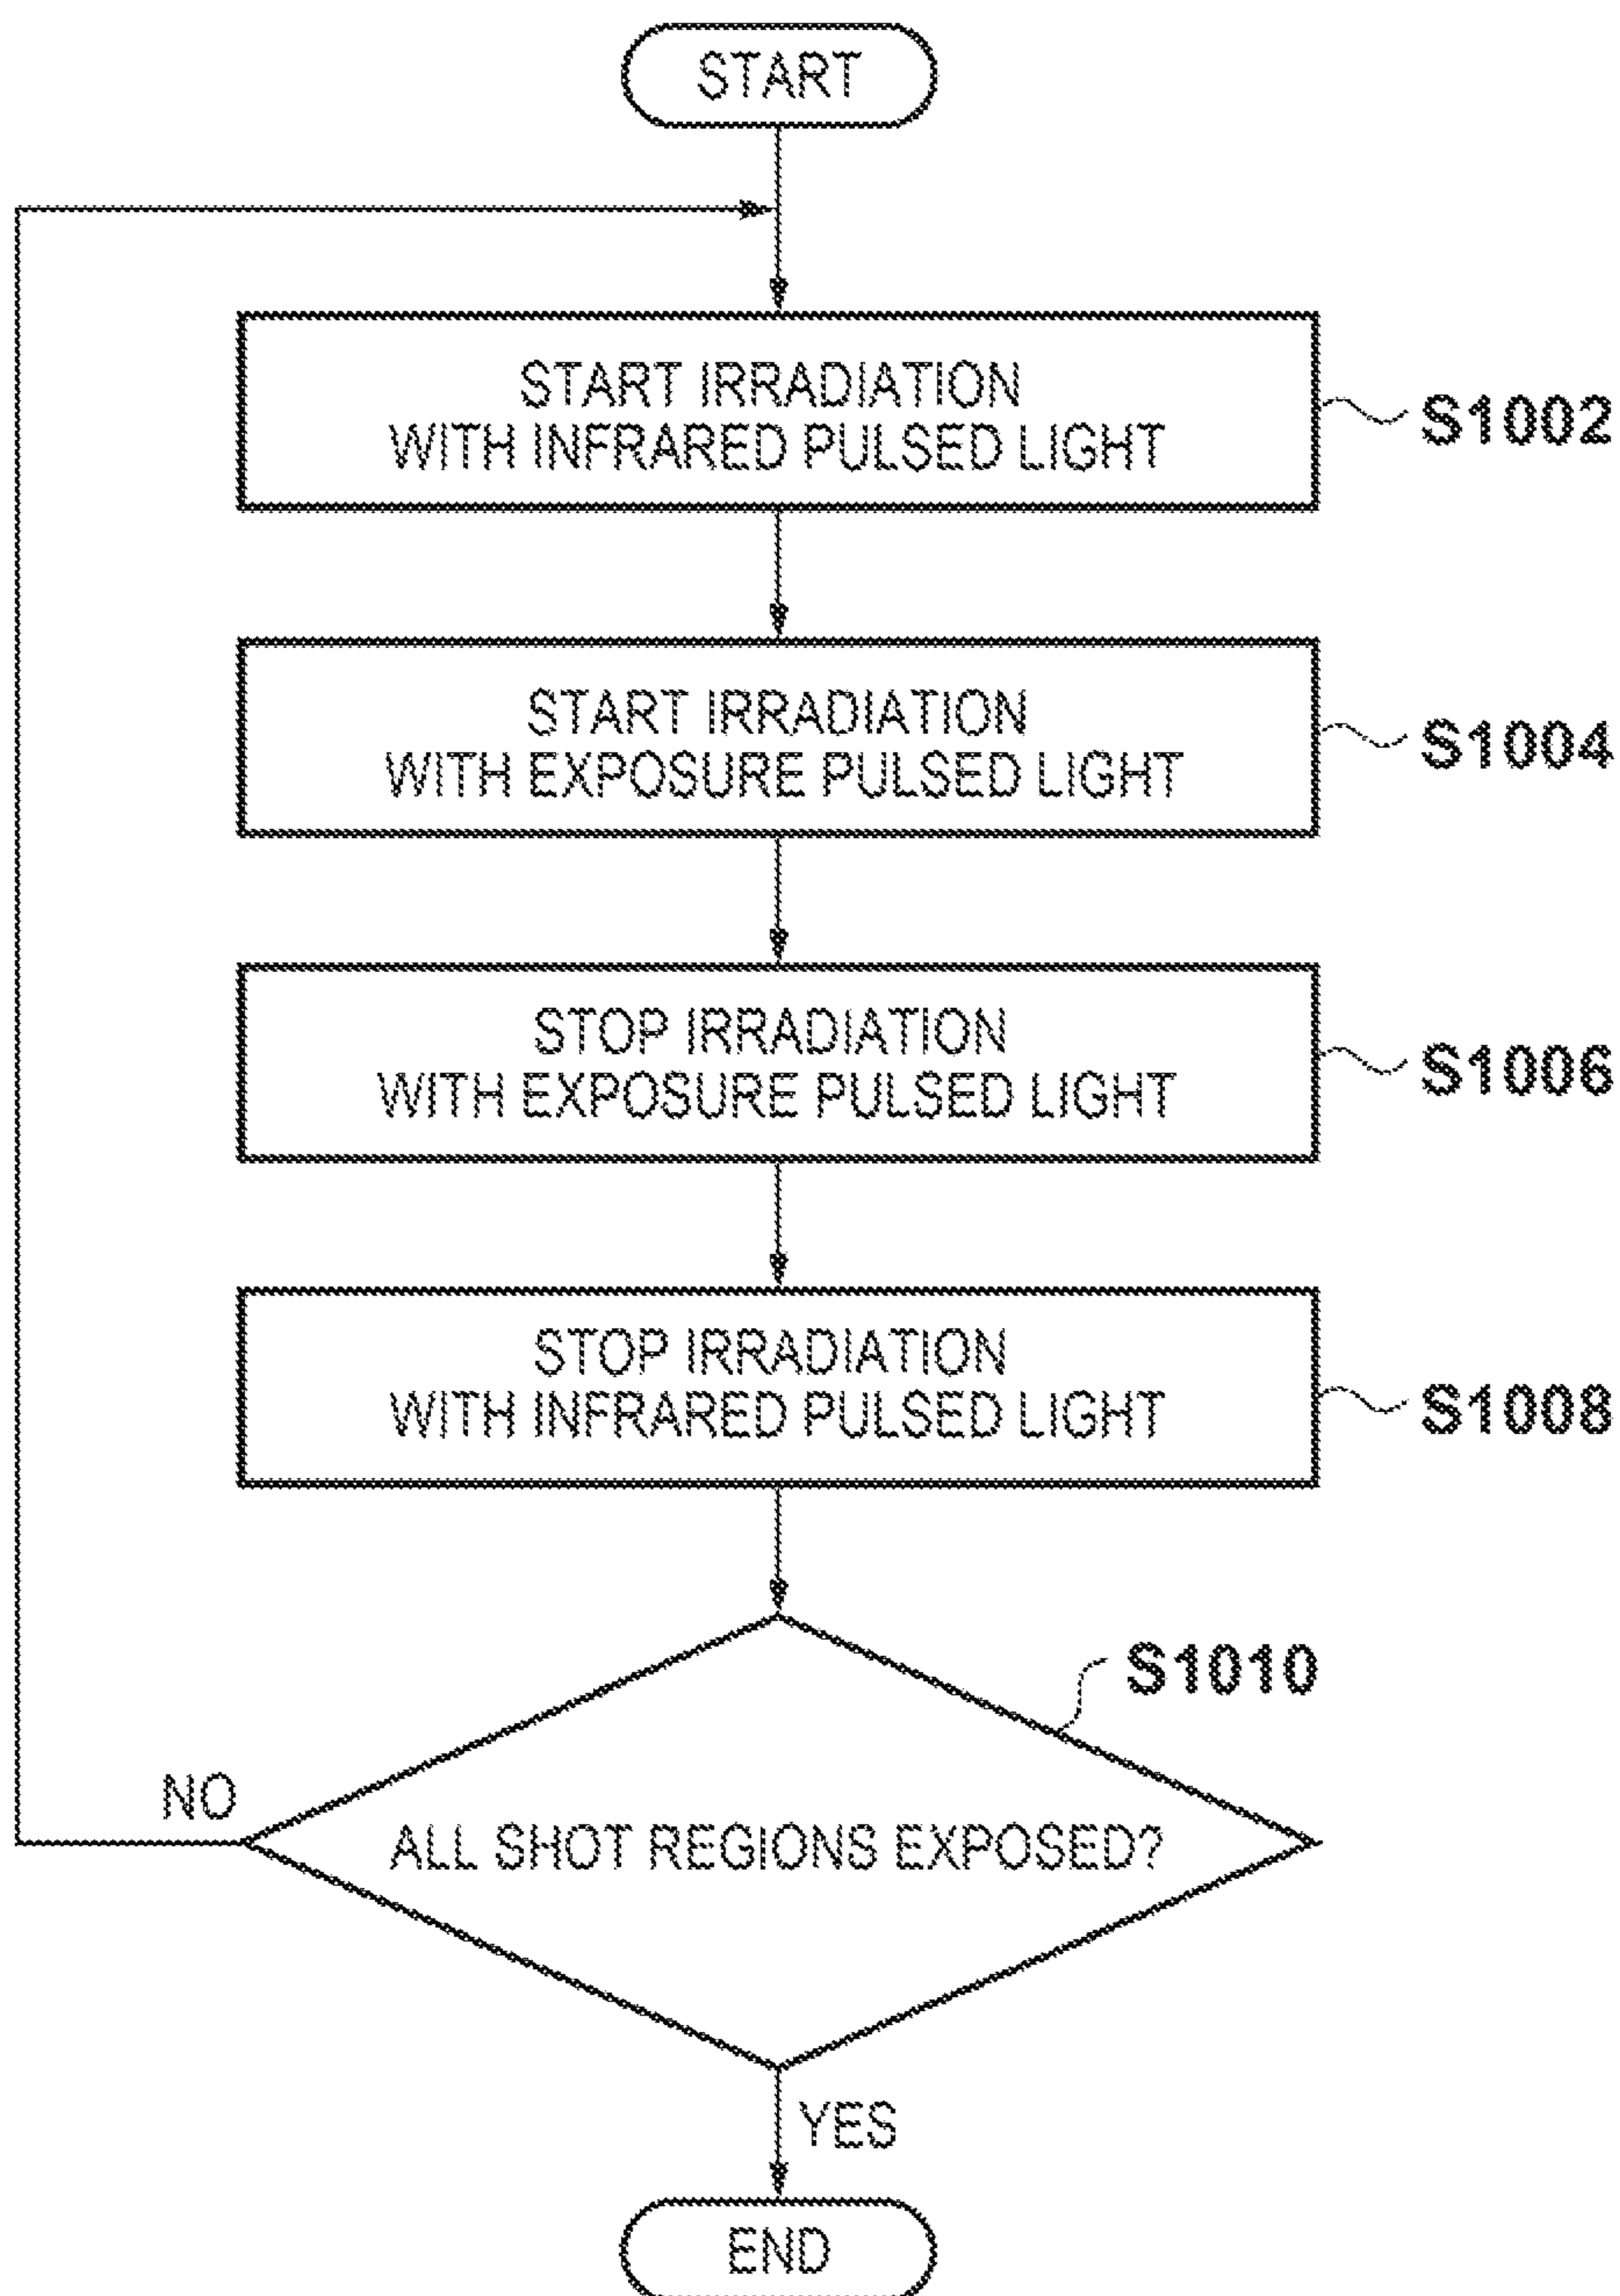 START
START IRRADIATION
WITH INFRARED PULSED LIGHT
S1002
START IRRADIATION
WITH EXPOSURE PULSED LIGHT
S1004
STOP IRRADIATION
WITH EXPOSURE PULSED LIGHT
S1006
STOP IRRADIATION
WITH INFRARED PULSED LIGHT
S1008
S1010
NO
ALL SHOT REGIONS EXPOSED?
YES
END